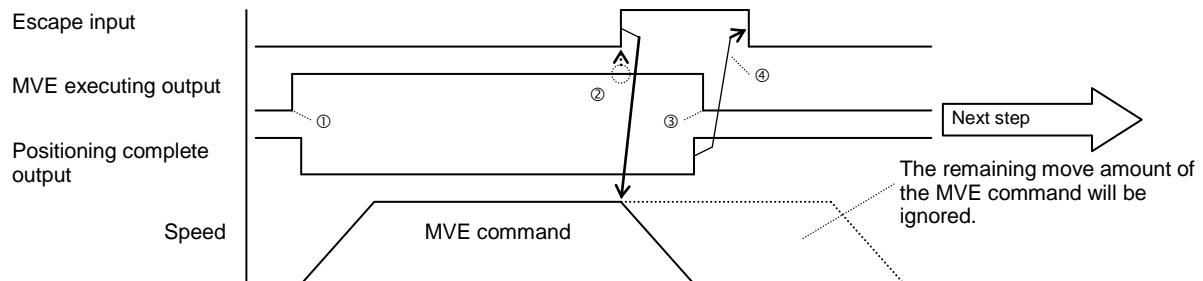 Escape input
MVE executing output
②
①
③
④
Next step
Positioning complete
output
The remaining move amount of
the MVE command will be
ignored.
Speed
MVE command